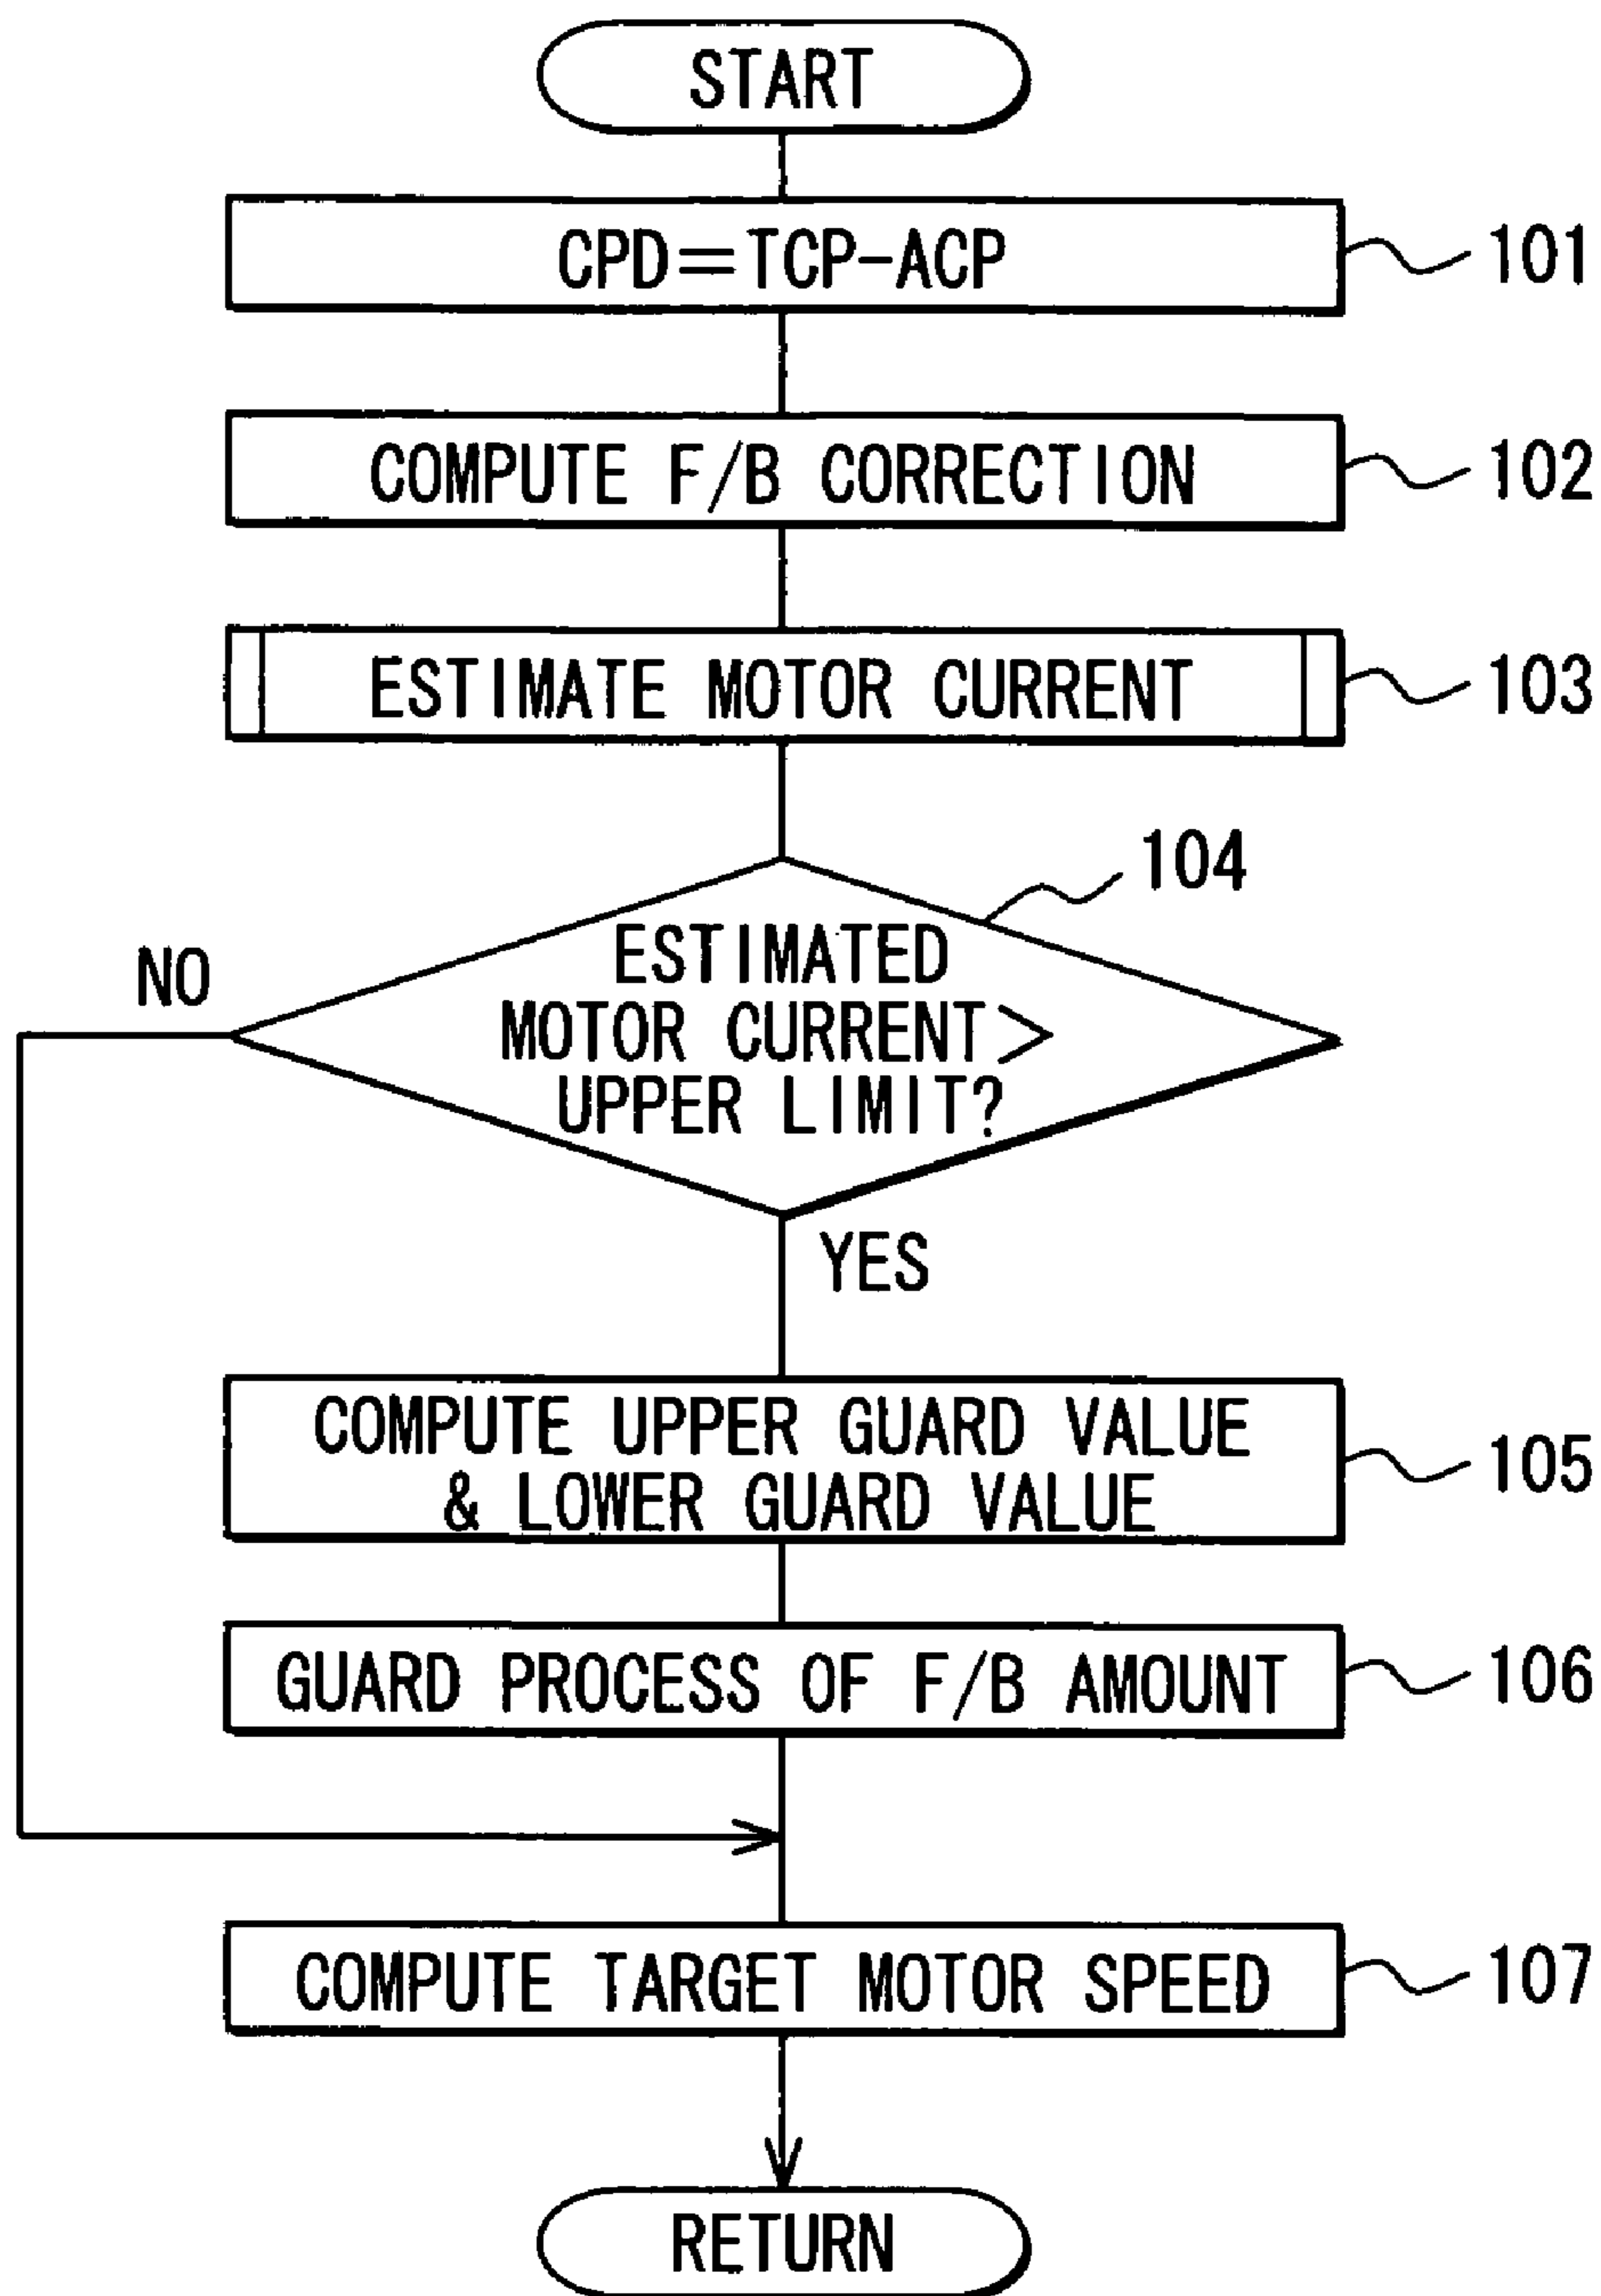 START
CPD=TCP-ACP
101
COMPUTE F/B CORRECTION
102
ESTIMATE MOTOR CURRENT
103
104
ESTIMATED
MOTOR CURRENT>
UPPER LIMIT?
NO
YES
COMPUTE UPPER GUARD VALUE
& LOWER GUARD VALUE
105
GUARD PROCESS OF F/B AMOUNT
106
COMPUTE TARGET MOTOR SPEED
107
RETURN